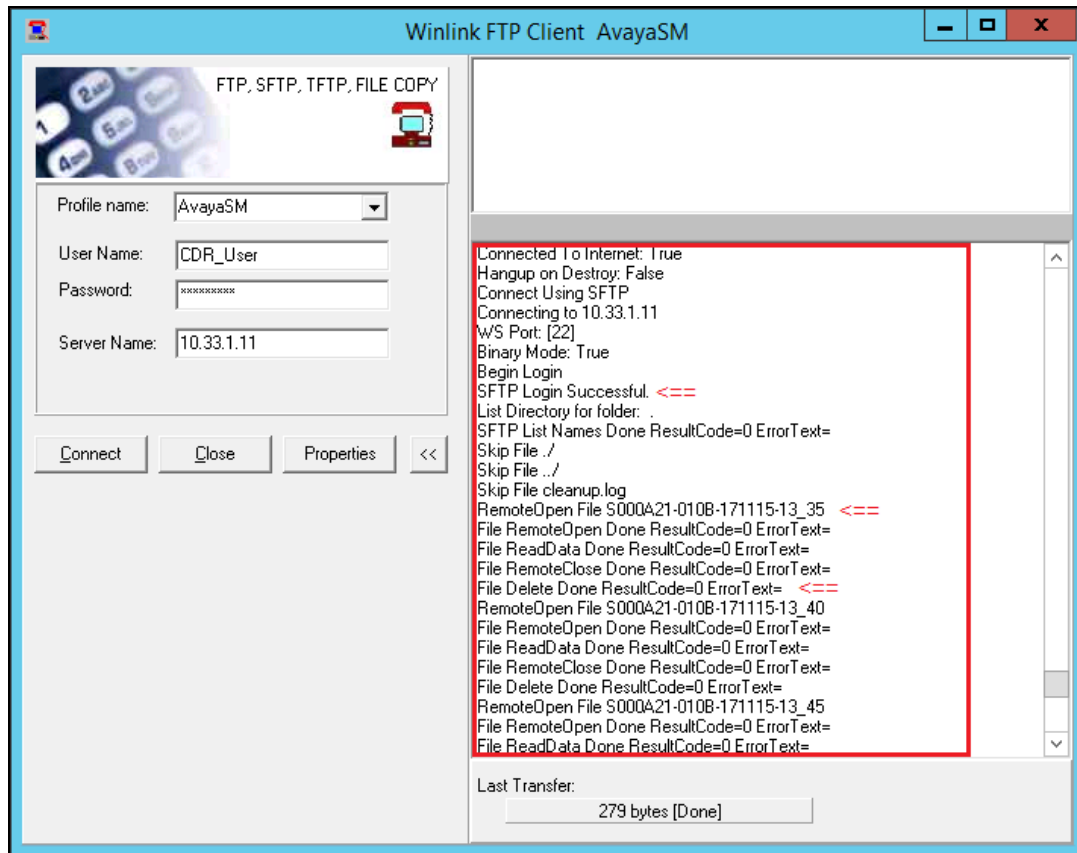 Winlink FTP Client AvayaSM
FTP, SFTP, TFTP, FILE COPY
Profile name: AvayaSM
User Name: CDR_User
Password: xxxxxxxxx
Server Name: 10.33.1.11
Connect Close Properties <<
Connected To Internet: True
Hangup on Destroy: False
Connect Using SFTP
Connecting to 10.33.1.11
WS Port: [22]
Binary Mode: True
Begin Login
SFTP Login Successful. <==
List Directory for folder: .
SFTP List Names Done ResultCode=0 ErrorText=
Skip File ./
Skip File ../
Skip File cleanup.log
RemoteOpen File S000A21-010B-171115-13_35 <==
File RemoteOpen Done ResultCode=0 ErrorText=
File ReadData Done ResultCode=0 ErrorText=
File RemoteClose Done ResultCode=0 ErrorText=
File Delete Done ResultCode=0 ErrorText= <==
RemoteOpen File S000A21-010B-171115-13_40
File RemoteOpen Done ResultCode=0 ErrorText=
File ReadData Done ResultCode=0 ErrorText=
File RemoteClose Done ResultCode=0 ErrorText=
File Delete Done ResultCode=0 ErrorText=
RemoteOpen File S000A21-010B-171115-13_45
File RemoteOpen Done ResultCode=0 ErrorText=
File ReadData Done ResultCode=0 ErrorText=
Last Transfer:
279 bytes [Done]